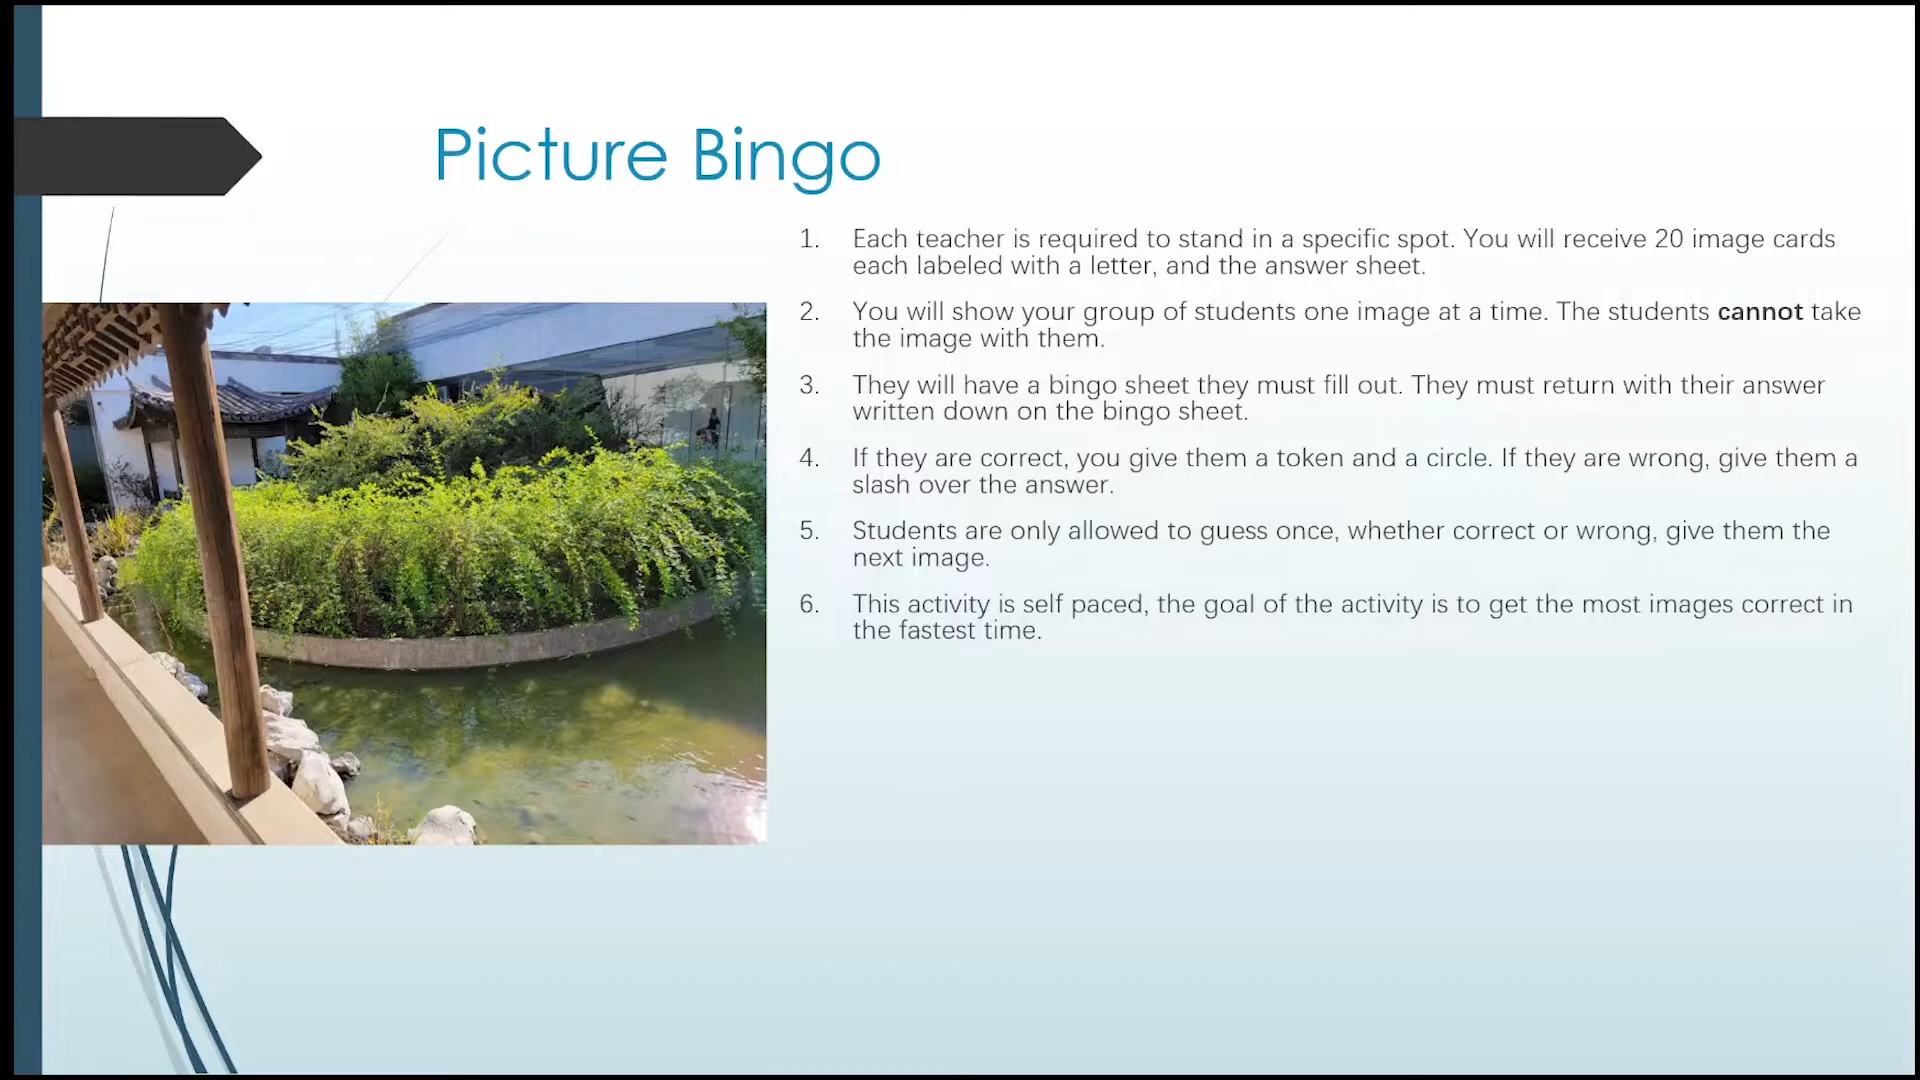 Picture Bingo
1. Each teacher is required to stand in a specific spot. You will receive 20 image cards
each labeled with a letter, and the answer sheet.
2. You will show your group of students one image at a time. The students cannot take
the image with them.
3. They will have a bingo sheet they must fill out. They must return with their answer
written down on the bingo sheet.
4. If they are correct, you give them a token and a circle. If they are wrong, give them a
slash over the answer.
5. Students are only allowed to guess once, whether correct or wrong, give them the
next image.
6. This activity is self paced, the goal of the activity is to get the most images correct in
the fastest time.